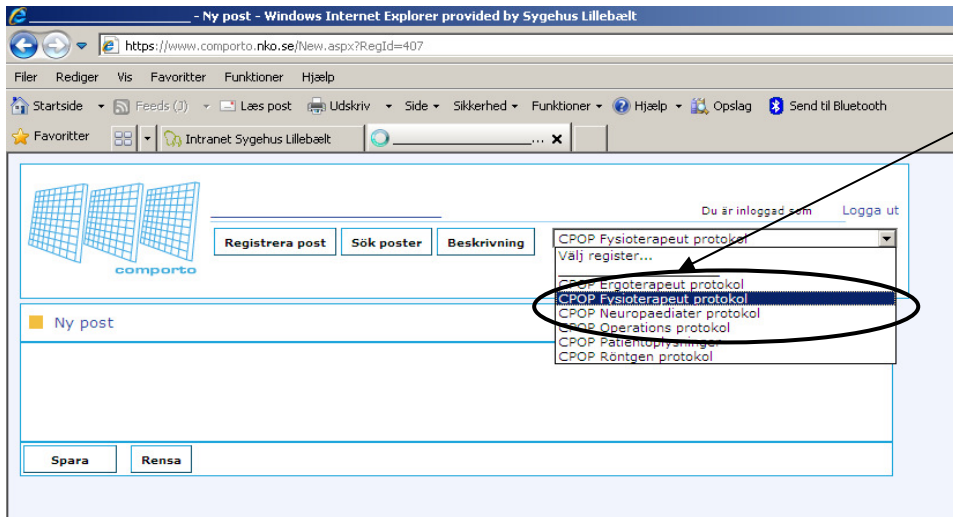 - Ny post - Windows Internet Explorer provided by Sygehus Lillebælt
https://www.comporto.nko.se/New.aspx?RegId=407
Filer Rediger Vis Favoritter Funktioner Hjælp
Startside Feeds (J) Læs post Udskriv Side Sikkerhed Funktioner Hjælp Opslag Send til Bluetooth
Favoritter Intranet Sygehus Lillebælt ...
Du är inloggad som Logga ut
Registrera post Sök poster Beskrivning CPOP Fysioterapeut protokol
comporto
Välj register...
CPOP Ergoterapeut protokol
CPOP Fysioterapeut protokol
CPOP Neuropaediater protokol
CPOP Operations protokol
CPOP Patientoplysninger
CPOP Röntgen protokol
Ny post
Spara Rensa